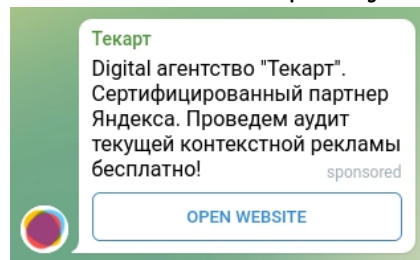 Текарт
Digital агентство "Текарт".
Сертифицированный партнер
Яндекса. Проведем аудит
текущей контекстной рекламы
бесплатно!
sponsored
OPEN WEBSITE